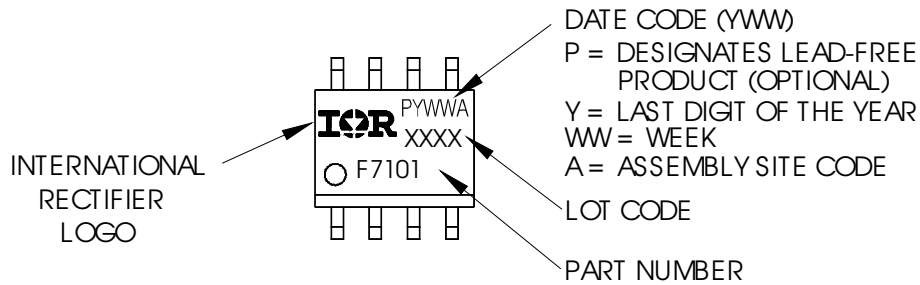 DATE CODE (YWW)
P = DESIGNATES LEAD-FREE
PRODUCT (OPTIONAL)
Y = LAST DIGIT OF THE YEAR
WW = WEEK
A = ASSEMBLY SITE CODE
LOT CODE
PART NUMBER
INTERNATIONAL
RECTIFIER
LOGO
IOR
PYWWA
XXXX
F7101